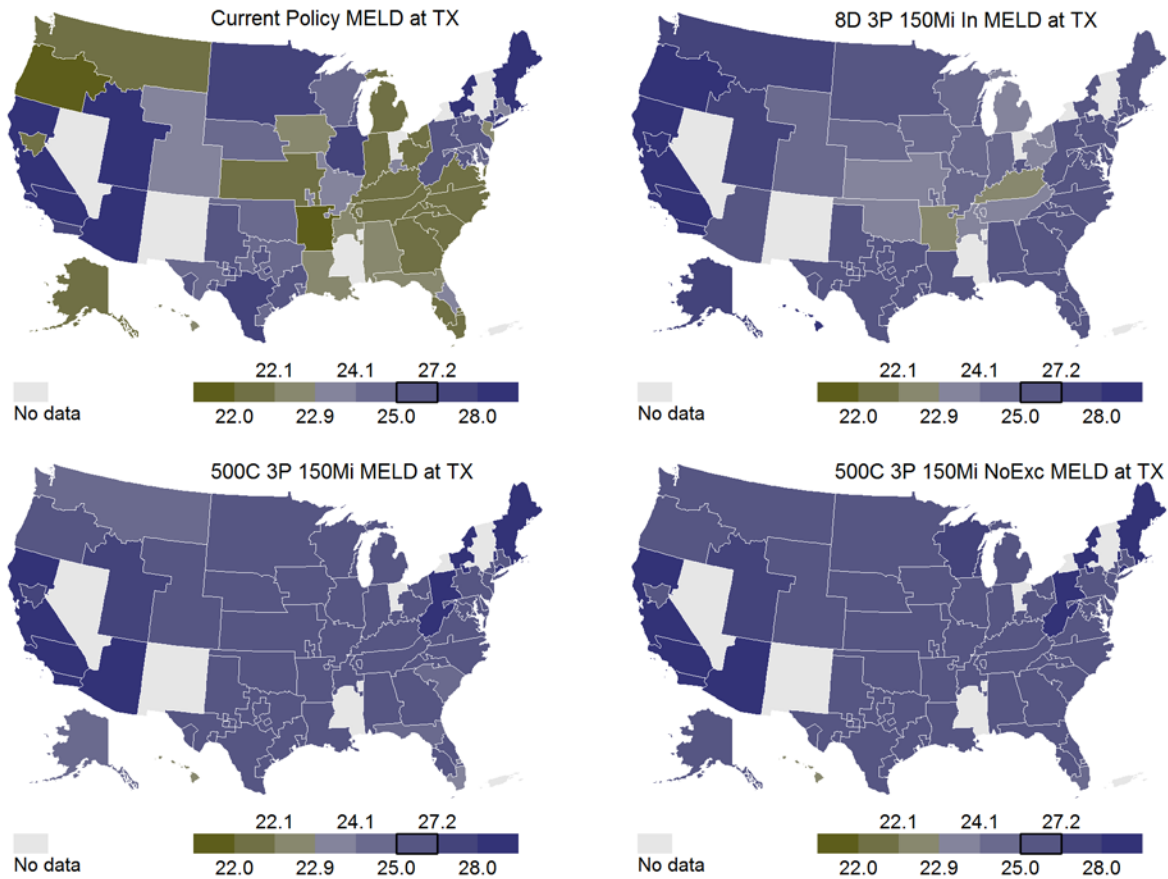 Current Policy MELD at TX
22.1 24.1 27.2
No data 22.0 22.9 25.0 28.0
8D 3P 150Mi In MELD at TX
22.1 24.1 27.2
No data 22.0 22.9 25.0 28.0
500C 3P 150Mi MELD at TX
22.1 24.1 27.2
No data 22.0 22.9 25.0 28.0
500C 3P 150Mi NoExc MELD at TX
22.1 24.1 27.2
No data 22.0 22.9 25.0 28.0